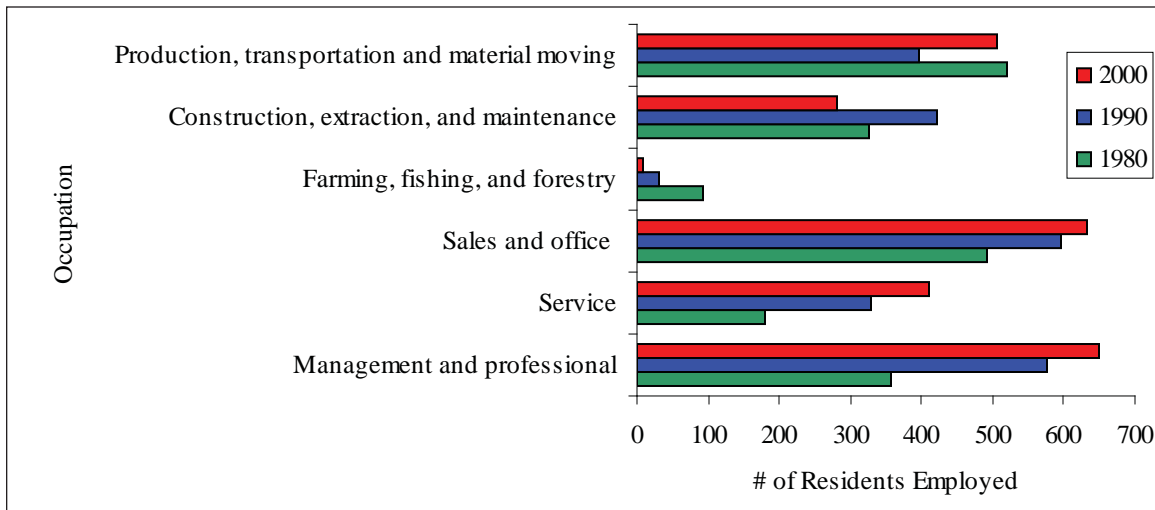 Production, transportation and material moving
Construction, extraction, and maintenance
Farming, fishing, and forestry
Sales and office
Service
Management and professional
Occupation
0 100 200 300 400 500 600 700
# of Residents Employed
2000
1990
1980